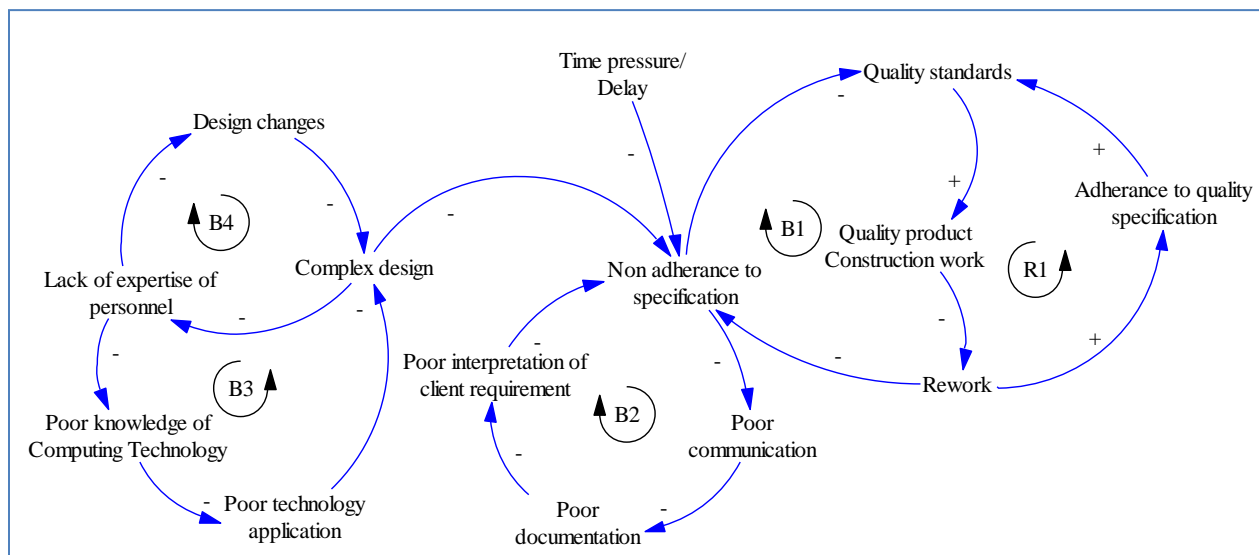 Time pressure/
Delay
Quality standards
Design changes
-
-
-
-
-
+
+
Adherance to quality
specification
B4
B1
Quality product
Construction work
Complex design
Non adherance to
specification
R1
Lack of expertise of
personnel
-
-
-
-
+
-
-
-
Poor interpretation of
client requirement
B3
B2
Rework
Poor knowledge of
Computing Technology
Poor
communication
-
-
-
Poor technology
application
Poor
documentation